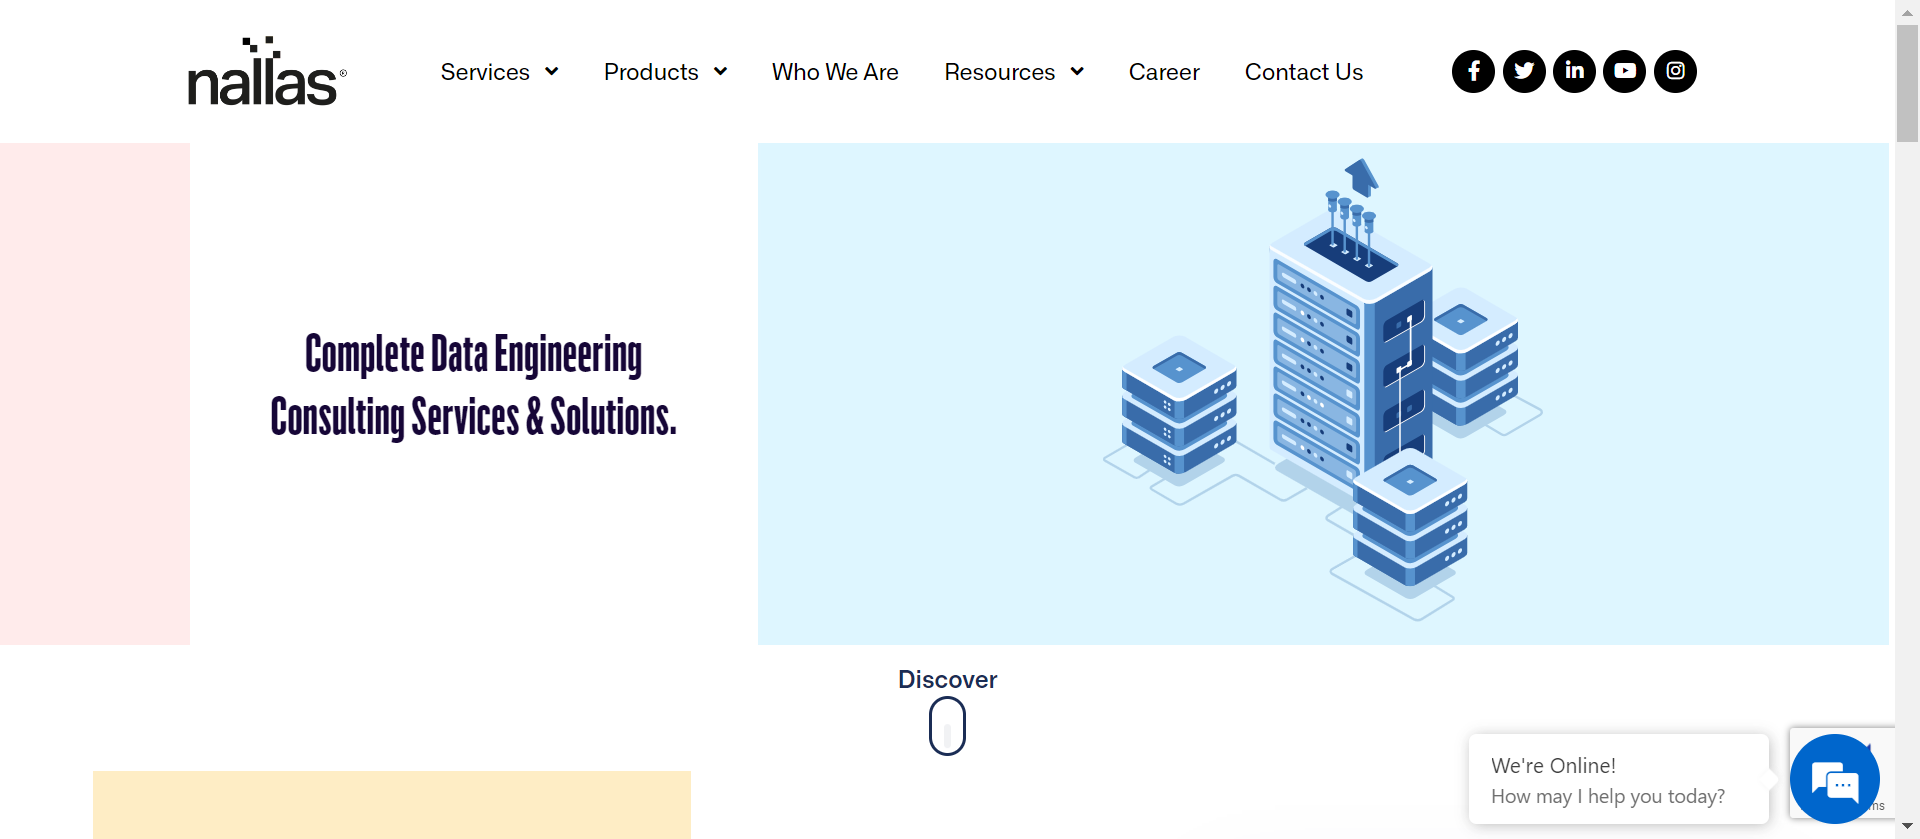 nallas®
Services
Products
Who We Are
Resources
Career
Contact Us
Complete Data Engineering
Consulting Services & Solutions.
Discover
We're Online!
How may I help you today?